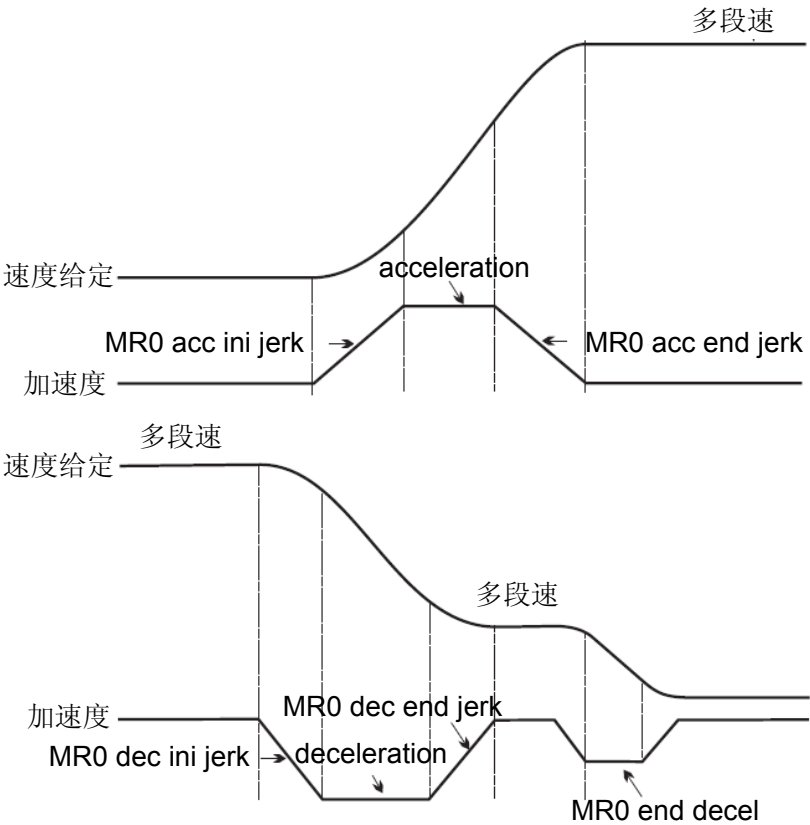 多段速
速度给定
acceleration
MR0 acc ini jerk
MR0 acc end jerk
加速度
多段速
速度给定
多段速
加速度
MR0 dec end jerk
MR0 dec ini jerk
deceleration
MR0 end decel